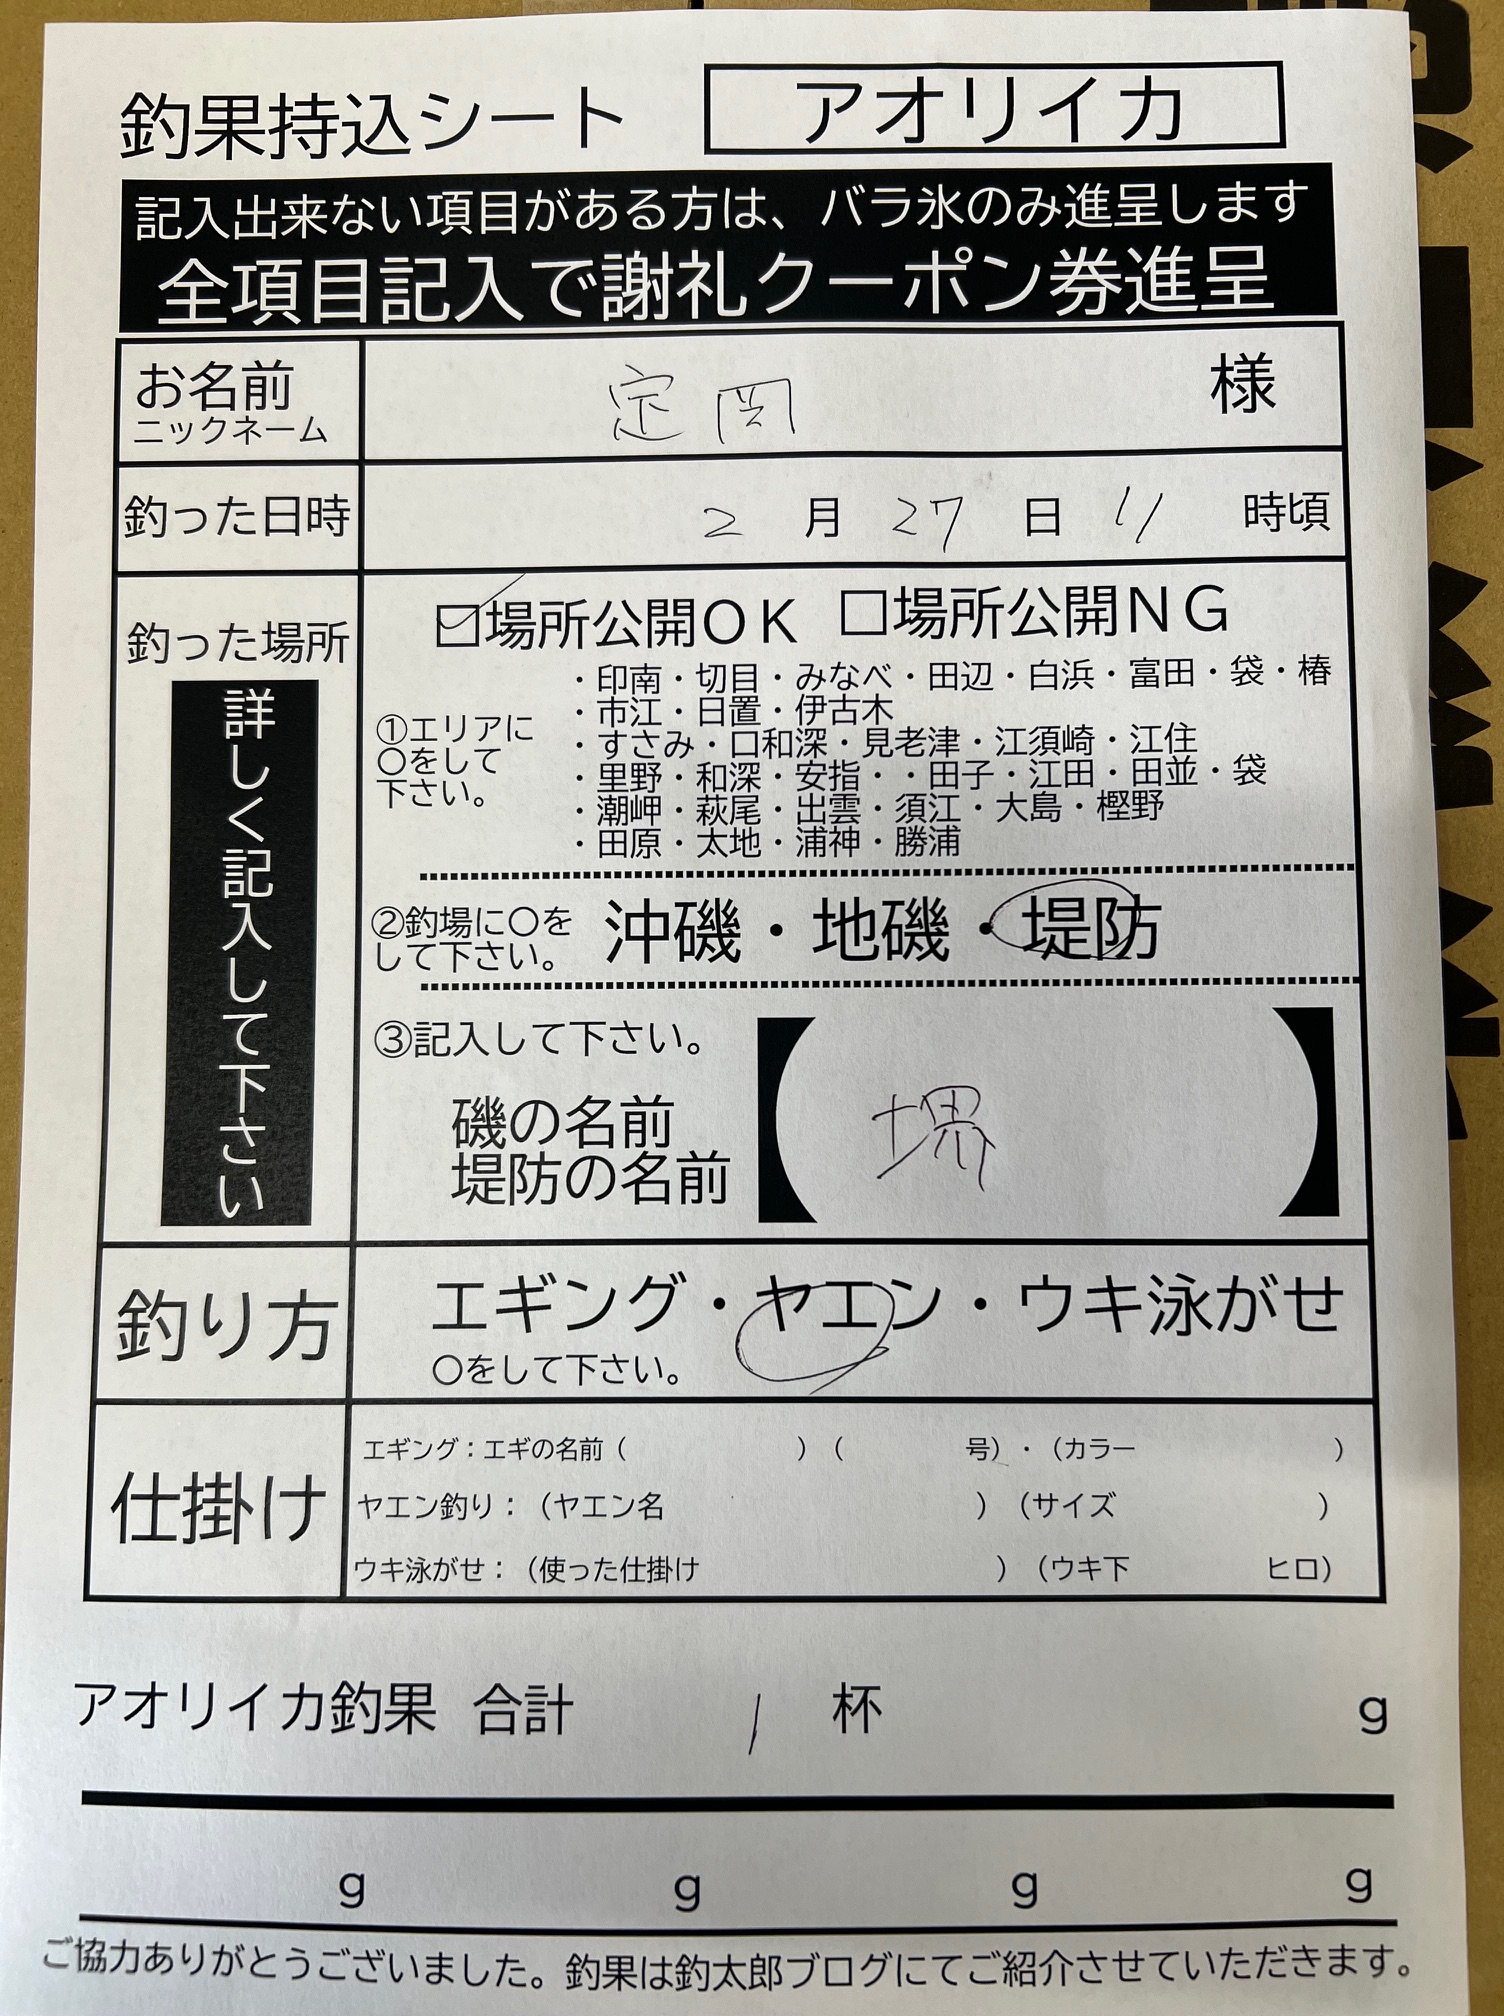 釣果持込シート アオリイカ
記入出来ない項目がある方は、バラ氷のみ進呈します
全項目記入で謝礼クーポン券進呈
お名前 定岡 様
ニックネーム
釣った日時 2 月 27 日 11 時頃
釣った場所
詳しく記入して下さい
☑場所公開OK □場所公開NG
①エリアに
〇をして
下さい。
・印南・切目・みなべ・田辺・白浜・富田・袋・椿
・市江・日置・伊古木
・すさみ・口和深・見老津・江須崎・江住
・里野・和深・安指・・田子・江田・田並・袋
・潮岬・萩尾・出雲・須江・大島・樫野
・田原・太地・浦神・勝浦
②釣場に〇を
して下さい。
沖磯・地磯・堤防
③記入して下さい。
磯の名前
堤防の名前
【堺】
釣り方 エギング・ヤエン・ウキ泳がせ
〇をして下さい。
仕掛け
エギング：エギの名前（ ）（ 号）・（カラー ）
ヤエン釣り：（ヤエン名 ）（サイズ ）
ウキ泳がせ：（使った仕掛け ）（ウキ下 ヒロ）
アオリイカ釣果 合計 1 杯 g
g g g g
ご協力ありがとうございました。釣果は釣太郎ブログにてご紹介させていただきます。